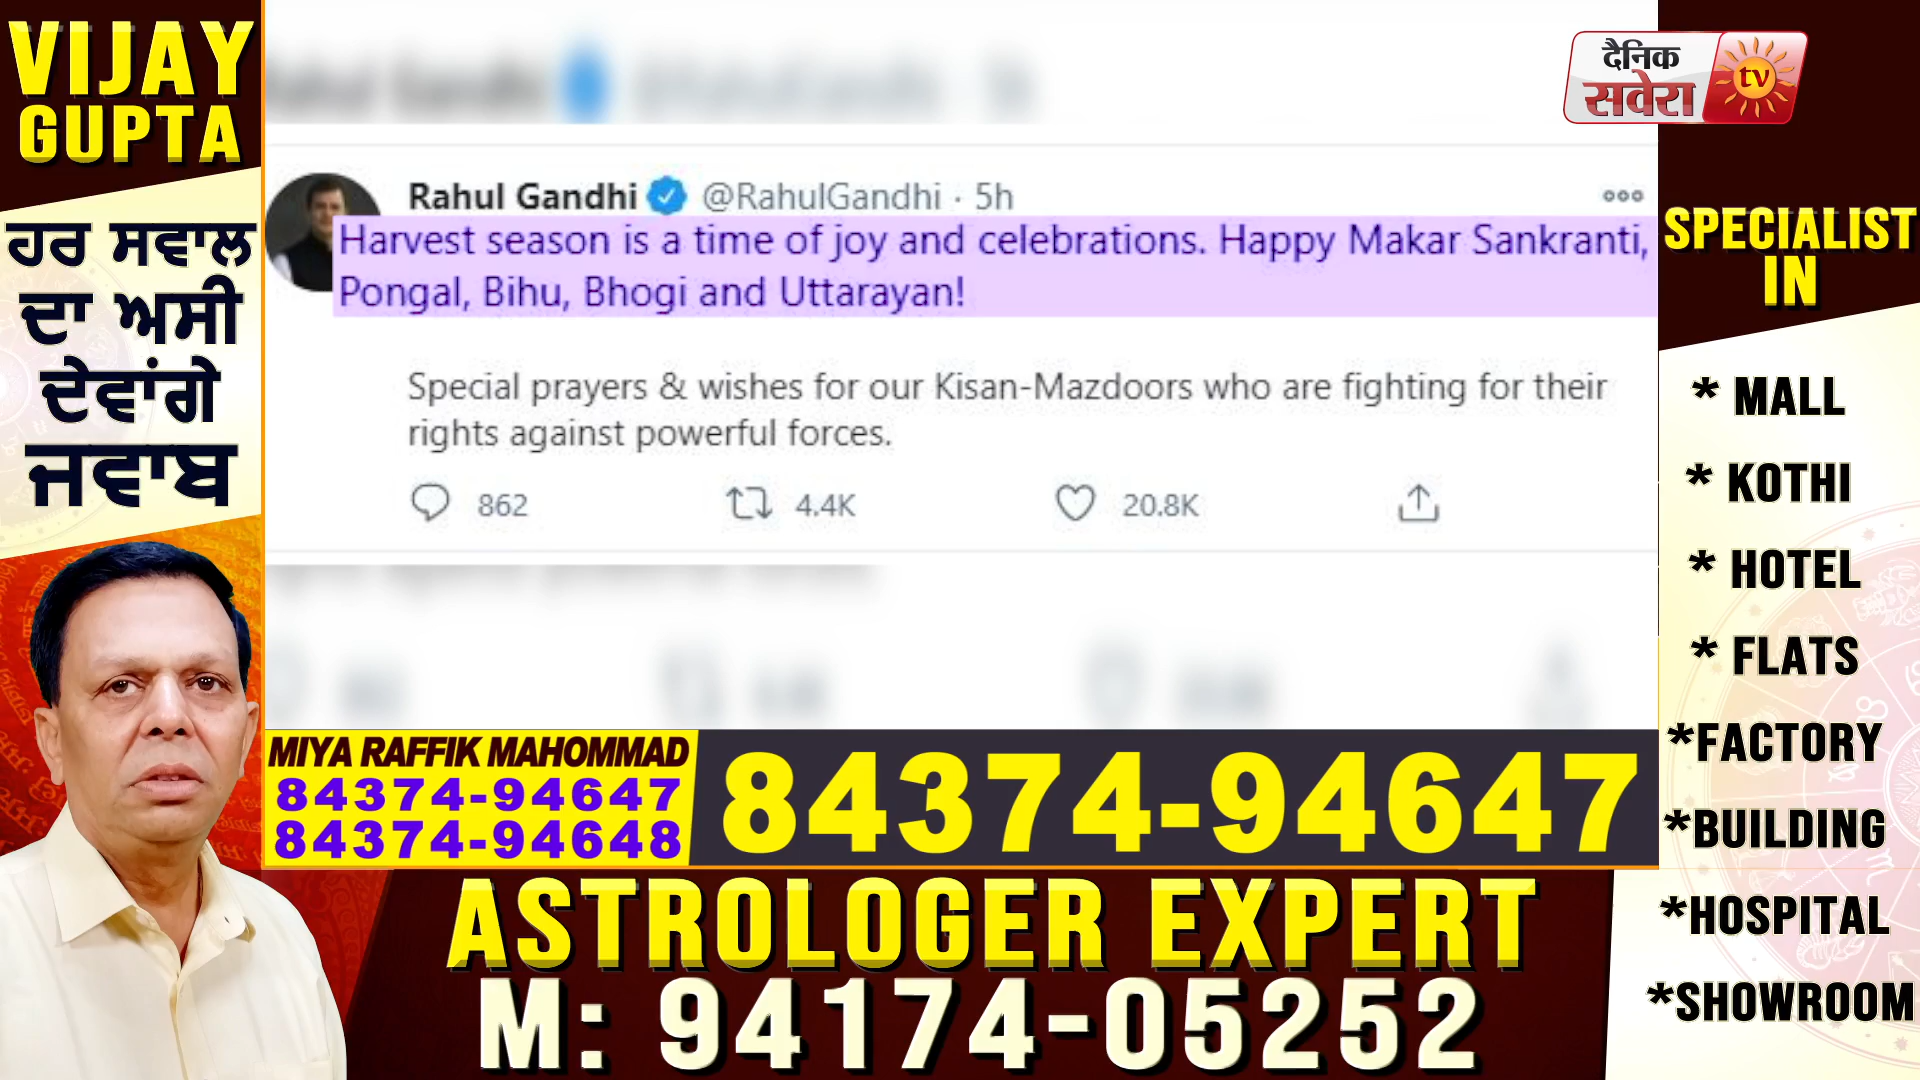 VIJAY
GUPTA
ਹਰ ਸਵਾਲ
ਦਾ ਅਸੀ
ਦੇਵਾਂਗੇ
ਜਵਾਬ
दैनिक
सवेरा
tv
Rahul Gandhi @RahulGandhi · 5h
Harvest season is a time of joy and celebrations. Happy Makar Sankranti,
Pongal, Bihu, Bhogi and Uttarayan!
Special prayers & wishes for our Kisan-Mazdoors who are fighting for their
rights against powerful forces.
862 4.4K 20.8K
MIYA RAFFIK MAHOMMAD
84374-94647
84374-94648
84374-94647
ASTROLOGER EXPERT
M: 94174-05252
SPECIALIST
IN
* MALL
* KOTHI
* HOTEL
* FLATS
*FACTORY
*BUILDING
*HOSPITAL
*SHOWROOM